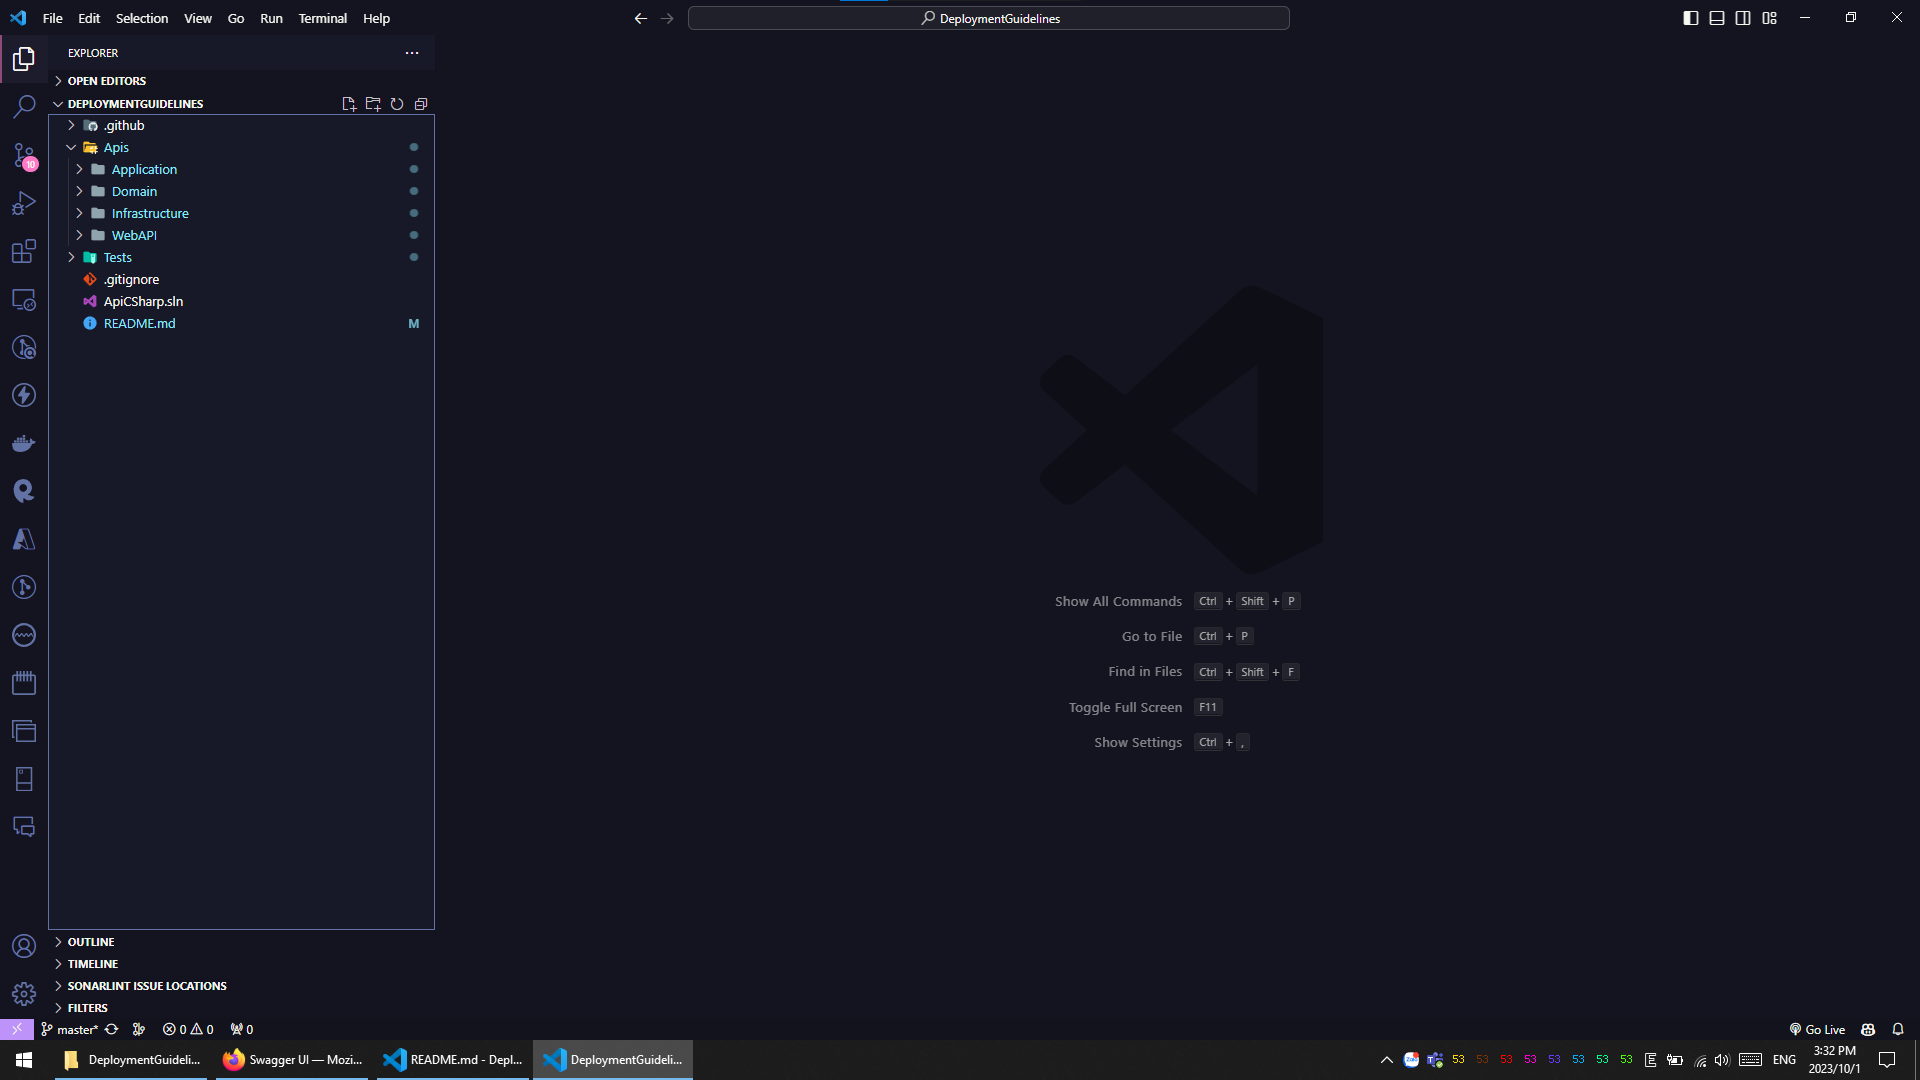 File Edit Selection View Go Run Terminal Help
DeploymentGuidelines
EXPLORER
OPEN EDITORS
DEPLOYMENTGUIDELINES
.github
Apis
Application
Domain
Infrastructure
WebAPI
Tests
.gitignore
ApiCSharp.sln
README.md M
10
Show All Commands Ctrl + Shift + P
Go to File Ctrl + P
Find in Files Ctrl + Shift + F
Toggle Full Screen F11
Show Settings Ctrl + ,
OUTLINE
TIMELINE
SONARLINT ISSUE LOCATIONS
FILTERS
master* 0 0 0 Go Live
DeploymentGuideli... Swagger UI — Mozi... README.md - Depl... DeploymentGuideli... Zalo 53 53 53 53 53 53 53 53 E ENG 3:32 PM
2023/10/1